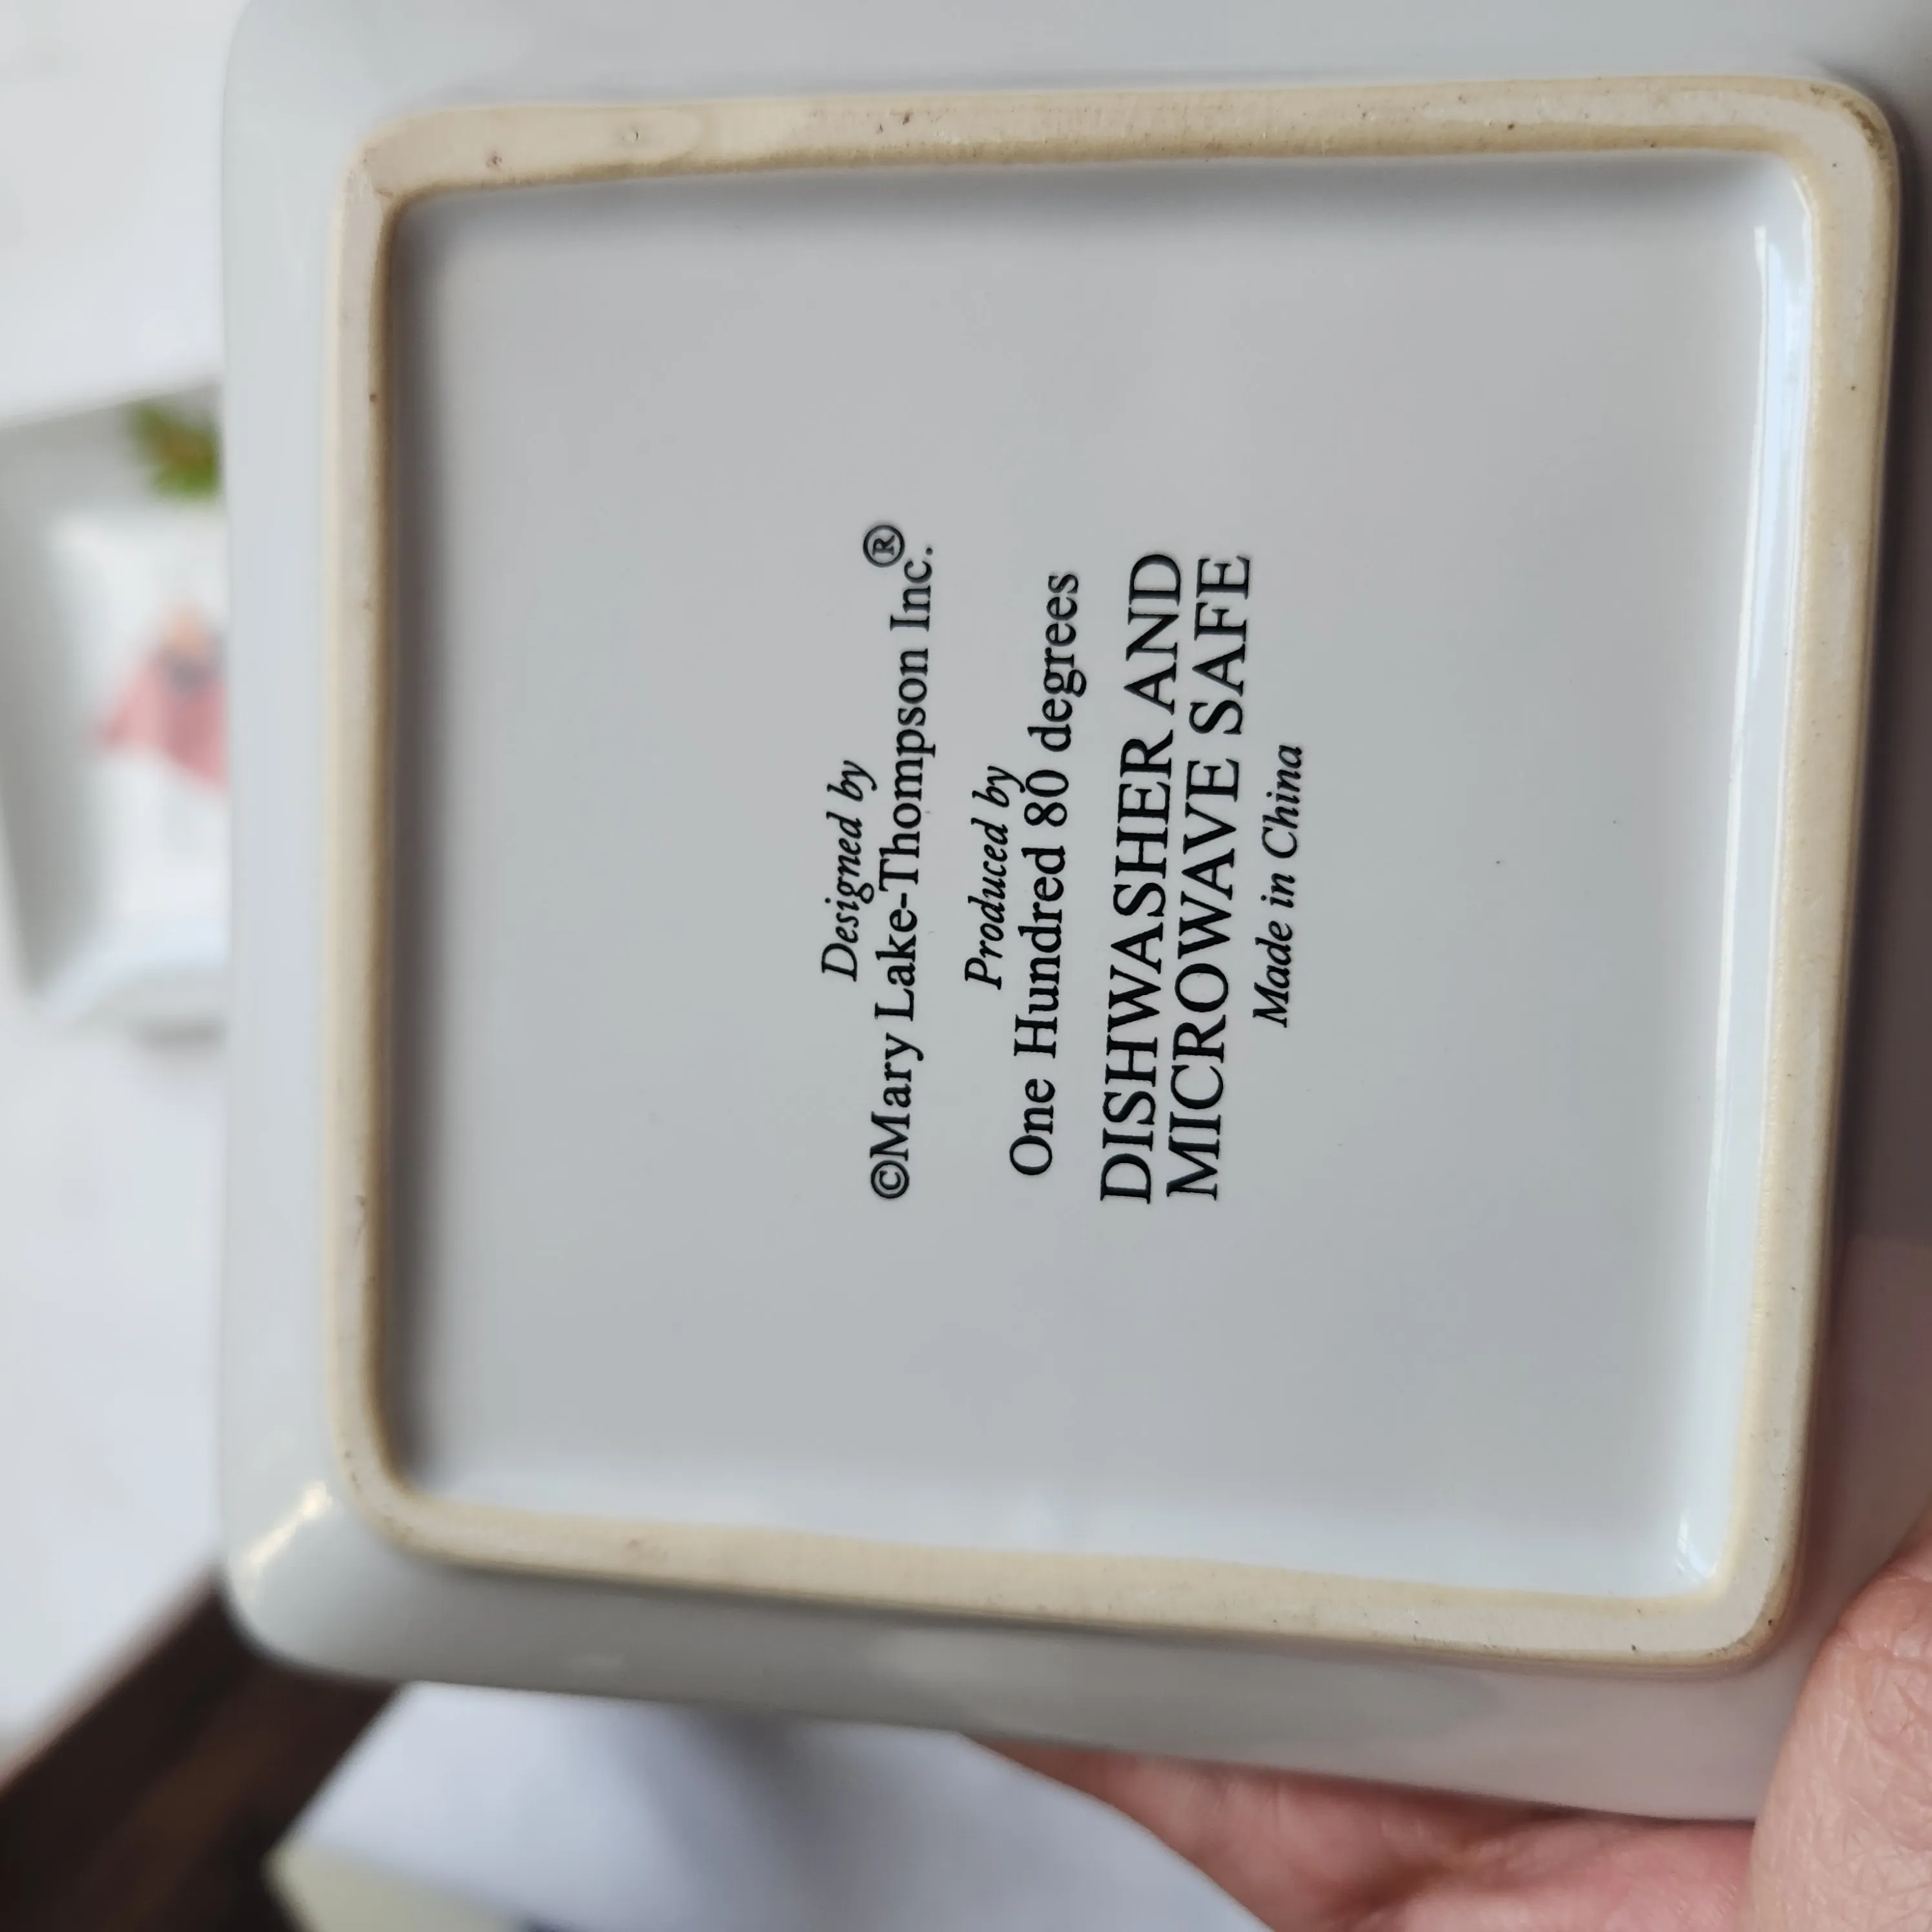 Designed by
©Mary Lake-Thompson Inc.®
Produced by
One Hundred 80 degrees
DISHWASHER AND
MICROWAVE SAFE
Made in China